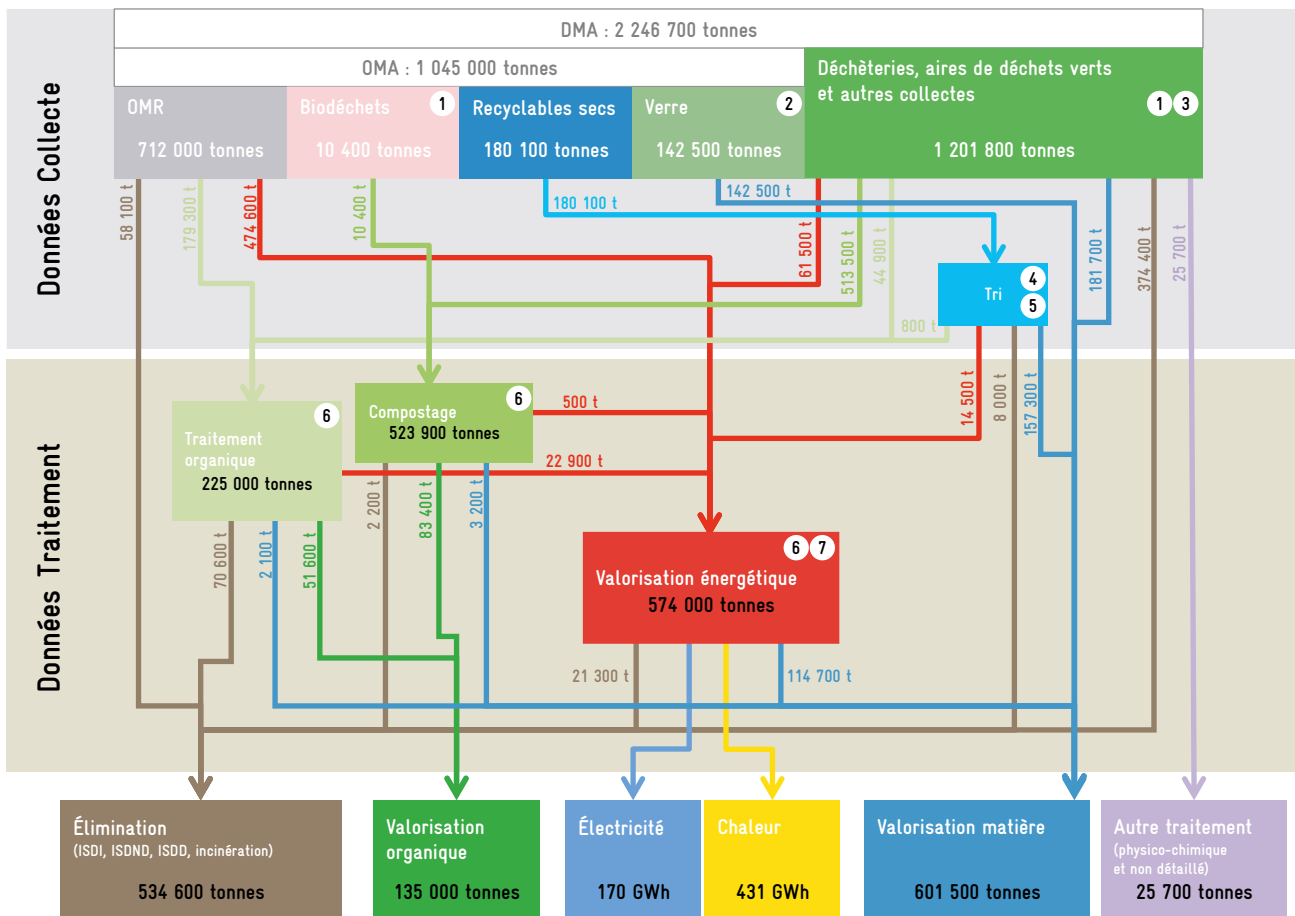 DMA : 2 246 700 tonnes
OMA : 1 045 000 tonnes
Données Collecte
OMR
712 000 tonnes
Biodéchets
1
10 400 tonnes
Recyclables secs
180 100 tonnes
Verre
2
142 500 tonnes
Déchèteries, aires de déchets verts
et autres collectes
1 3
1 201 800 tonnes
58 100 t
179 300 t
474 600 t
10 400 t
180 100 t
142 500 t
61 500 t
513 500 t
44 900 t
181 700 t
374 400 t
25 700 t
Tri
4
5
800 t
Données Traitement
14 500 t
8 000 t
157 300 t
Compostage
6
523 900 tonnes
500 t
Traitement
organique
6
225 000 tonnes
22 900 t
2 200 t
83 400 t
3 200 t
70 600 t
2 100 t
51 600 t
6 7
Valorisation énergétique
574 000 tonnes
21 300 t
114 700 t
Élimination
(ISDI, ISDND, ISDD, incinération)
534 600 tonnes
Valorisation
organique
135 000 tonnes
Électricité
170 GWh
Chaleur
431 GWh
Valorisation matière
601 500 tonnes
Autre traitement
(physico-chimique
et non détaillé)
25 700 tonnes